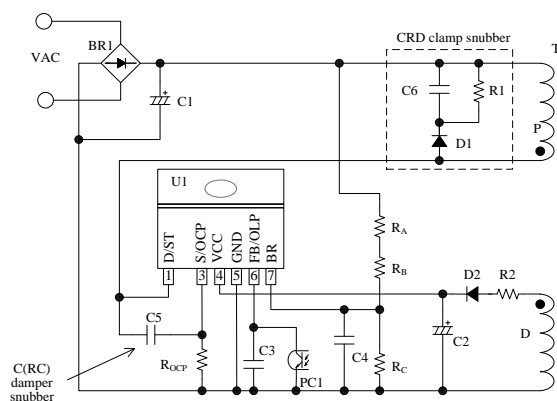 CRD clamp snubber
T
VAC
BR1
C1
C6
R1
P
D1
U1
D/ST
S/OCP
VCC
GND
FB/OLP
BR
1
3
4
5
6
7
RA
RB
D2
R2
C5
C3
C4
C2
D
ROCP
PC1
RC
C(RC)
damper
snubber